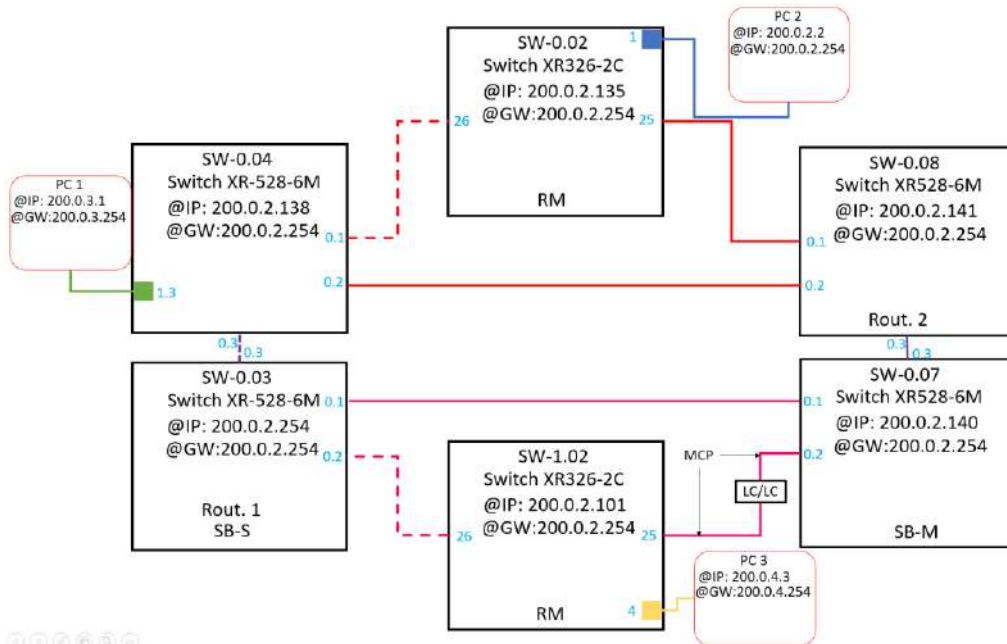 PC 2
@IP: 200.0.2.2
@GW: 200.0.2.254
SW-0.02
Switch XR326-2C
@IP: 200.0.2.135
@GW:200.0.2.254
1
26
25
RM
SW-0.04
Switch XR-528-6M
@IP: 200.0.2.138
@GW:200.0.2.254
0.1
0.2
1.3
PC 1
@IP: 200.0.3.1
@GW:200.0.3.254
SW-0.08
Switch XR528-6M
@IP: 200.0.2.141
@GW:200.0.2.254
0.1
0.2
Rout. 2
0.3
0.3
0.3
0.3
SW-0.03
Switch XR-528-6M
@IP: 200.0.2.254
@GW:200.0.2.254
0.1
0.2
Rout. 1
SB-S
SW-0.07
Switch XR528-6M
@IP: 200.0.2.140
@GW:200.0.2.254
0.1
0.2
SB-M
SW-1.02
Switch XR326-2C
@IP: 200.0.2.101
@GW:200.0.2.254
26
25
4
RM
MCP
LC/LC
PC 3
@IP: 200.0.4.3
@GW:200.0.4.254